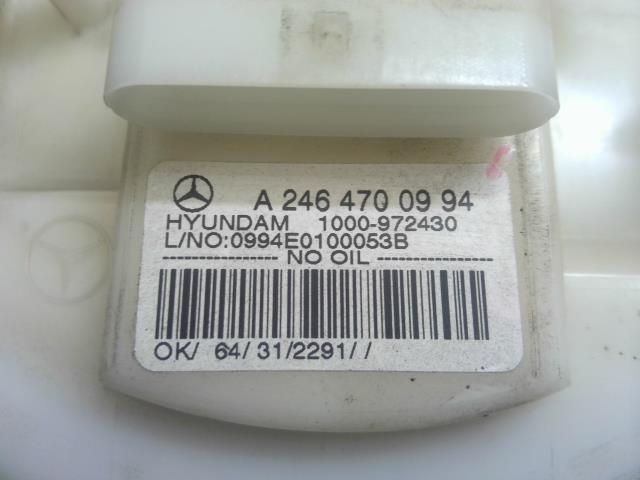 A 246 470 09 94
HYUNDAM 1000-972430
L/NO:0994E0100053B
---------------- NO OIL ----------------
OK/ 64/ 31/2291/ /